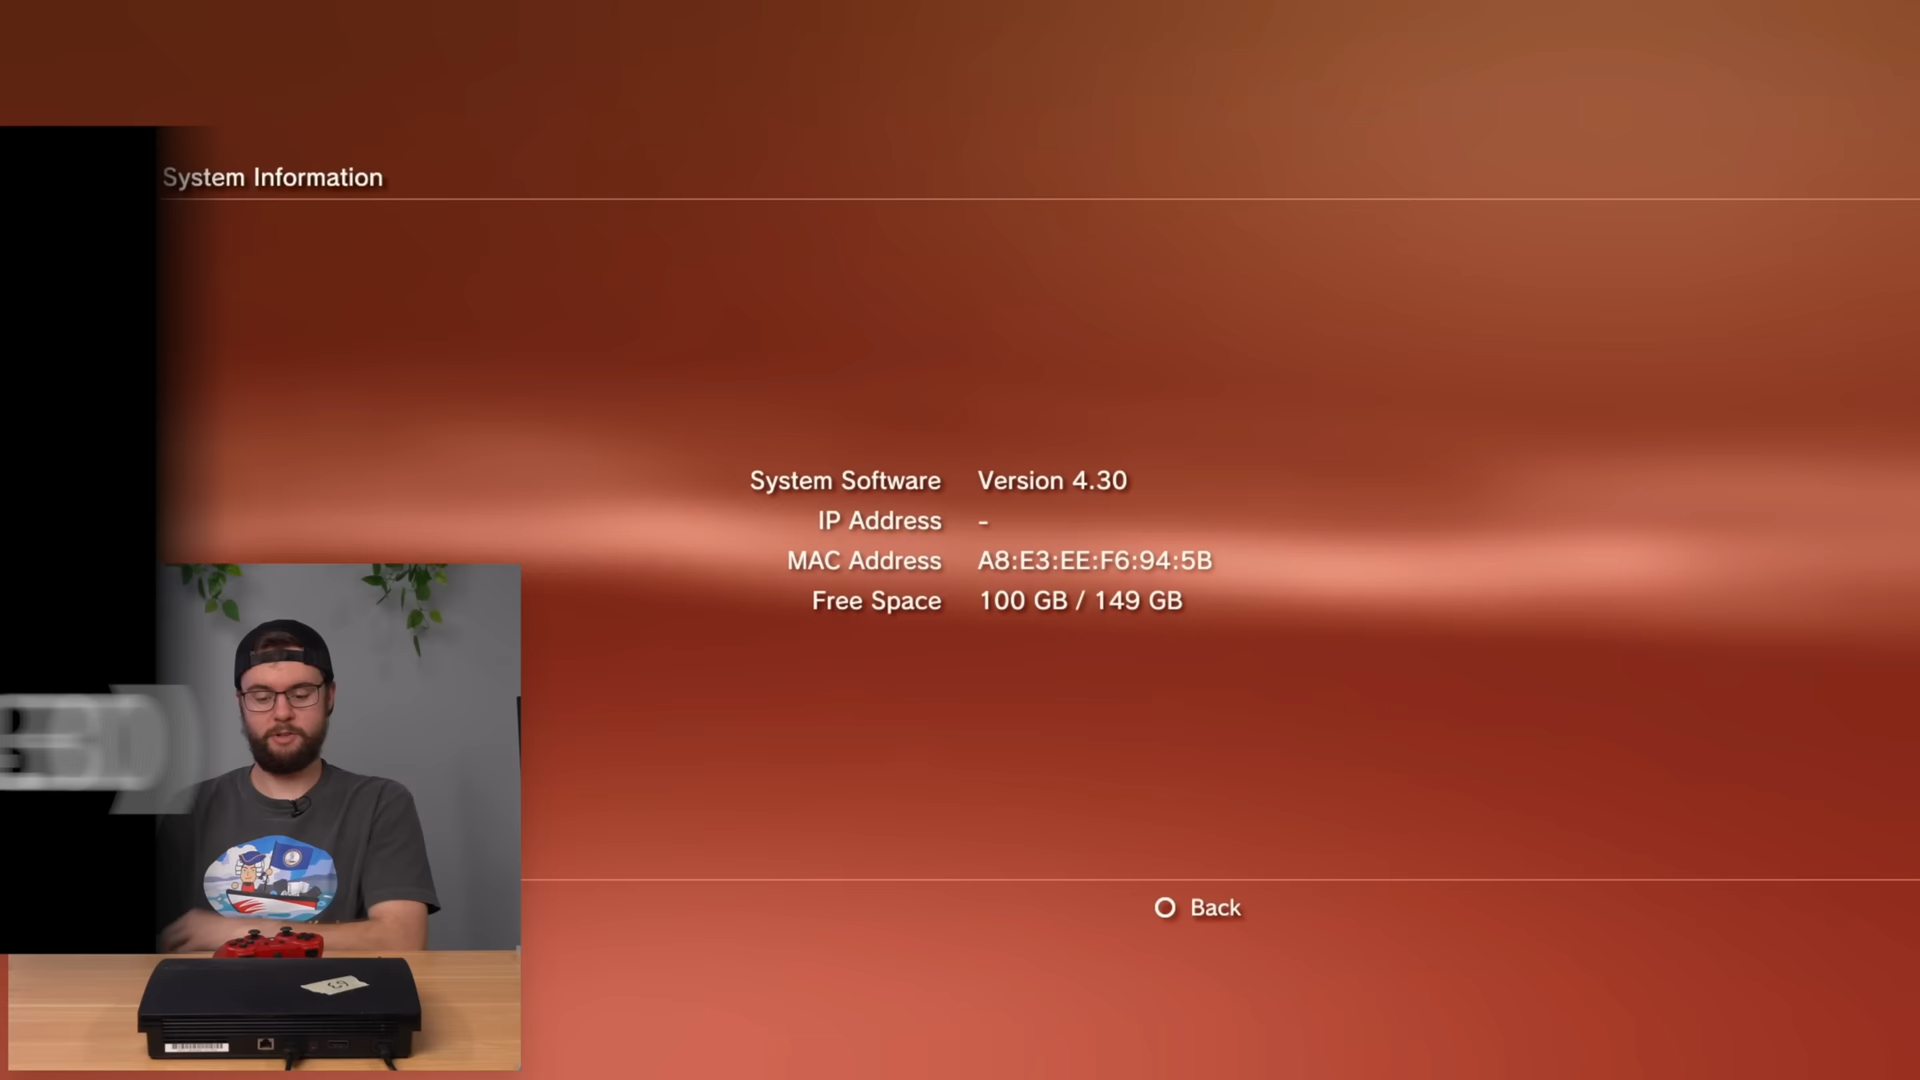 System Information
System Software Version 4.30
IP Address -
MAC Address A8:E3:EE:F6:94:5B
Free Space 100 GB / 149 GB
Back